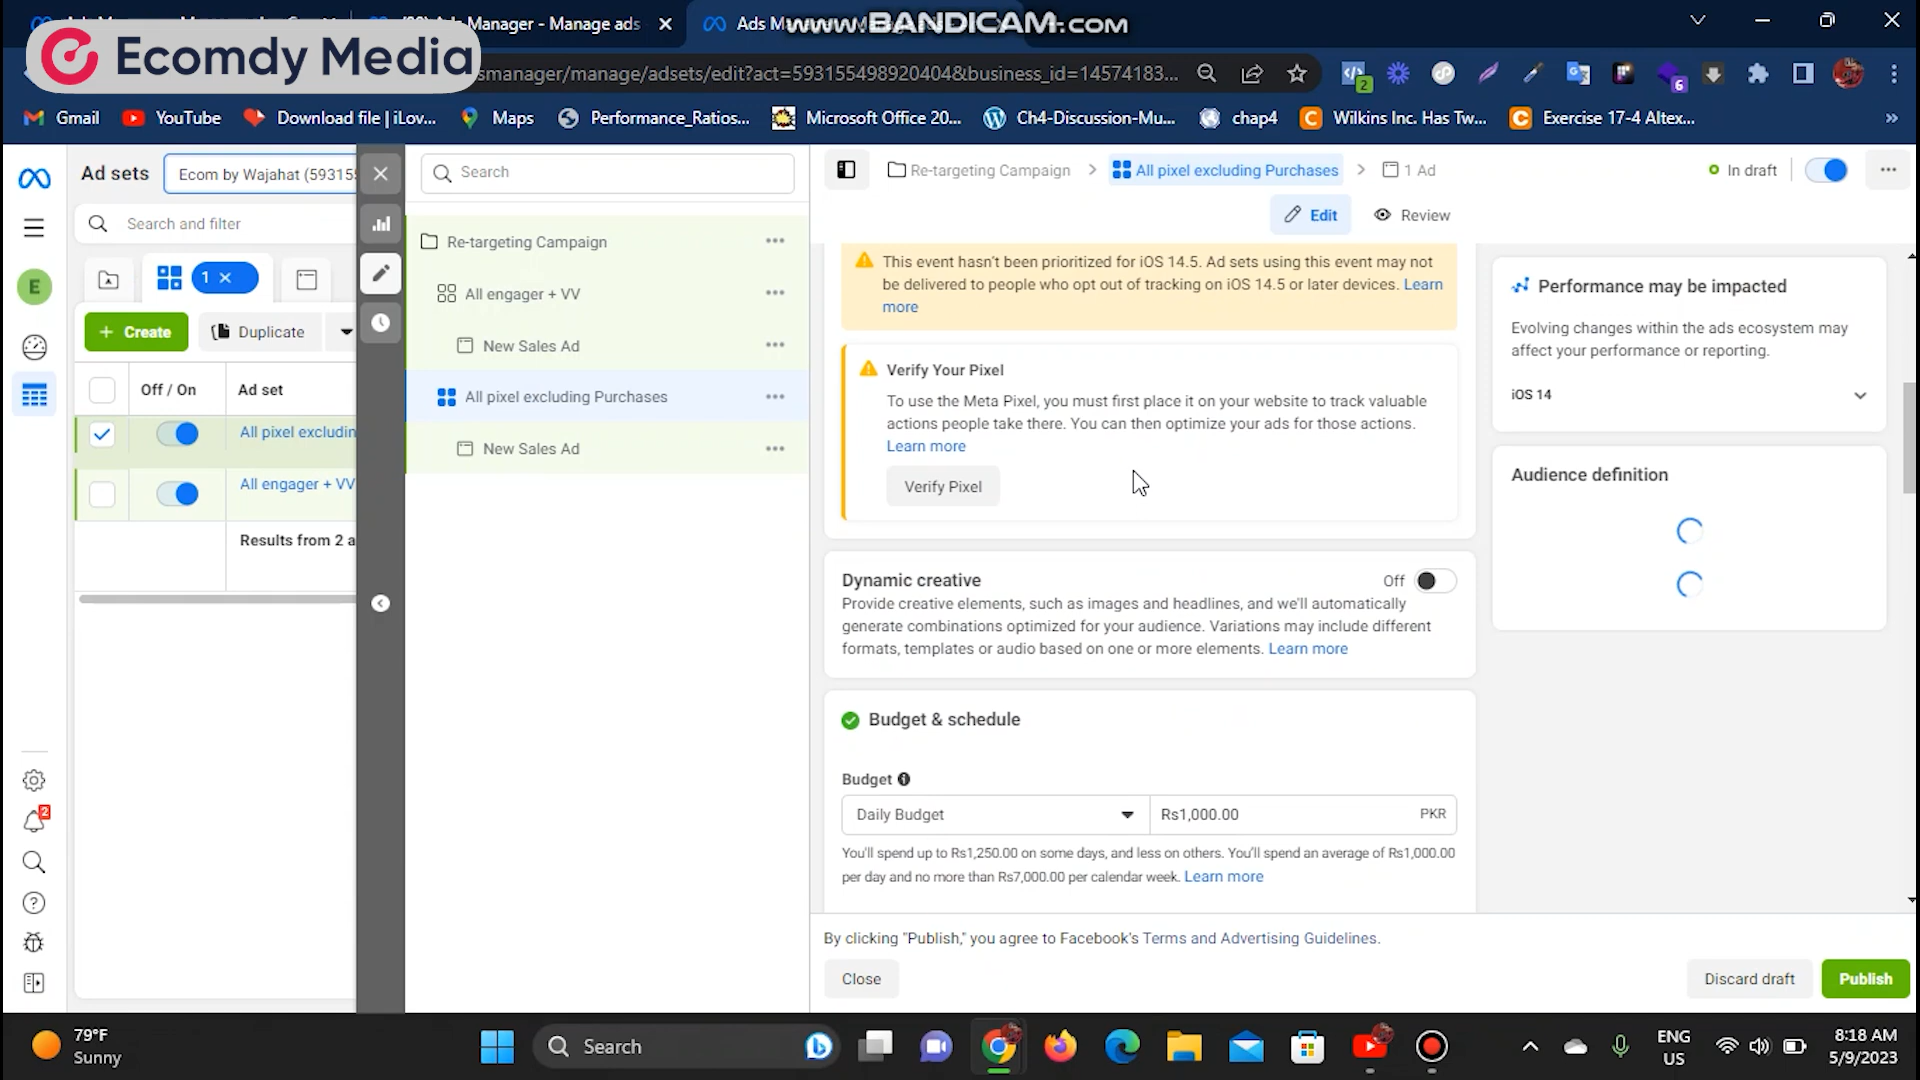 Ads Manager - Manage ads
Ads M
www.BANDICAM.com
Ecomdy Media
smanager/manage/adsets/edit?act=593155498920404&business_id=14574183...
2
6
Gmail
YouTube
Download file | iLov...
Maps
Performance_Ratios...
Microsoft Office 20...
Ch4-Discussion-Mu...
chap4
Wilkins Inc. Has Tw...
Exercise 17-4 Altex...
»
Ad sets
Ecom by Wajahat (593155
Search and filter
E
1 ×
+ Create
Duplicate
Off / On
Ad set
All pixel excludin
All engager + VV
Results from 2 a
Search
Re-targeting Campaign
All engager + VV
New Sales Ad
All pixel excluding Purchases
New Sales Ad
Re-targeting Campaign > All pixel excluding Purchases > 1 Ad
In draft
Edit
Review
This event hasn't been prioritized for iOS 14.5. Ad sets using this event may not
be delivered to people who opt out of tracking on iOS 14.5 or later devices. Learn
more
Verify Your Pixel
To use the Meta Pixel, you must first place it on your website to track valuable
actions people take there. You can then optimize your ads for those actions.
Learn more
Verify Pixel
Dynamic creative
Off
Provide creative elements, such as images and headlines, and we'll automatically
generate combinations optimized for your audience. Variations may include different
formats, templates or audio based on one or more elements. Learn more
Budget & schedule
Budget
Daily Budget
Rs1,000.00
PKR
You'll spend up to Rs1,250.00 on some days, and less on others. You'll spend an average of Rs1,000.00
per day and no more than Rs7,000.00 per calendar week. Learn more
Performance may be impacted
Evolving changes within the ads ecosystem may
affect your performance or reporting.
iOS 14
Audience definition
By clicking "Publish," you agree to Facebook's Terms and Advertising Guidelines.
Close
Discard draft
Publish
2
79°F
Sunny
Search
ENG
US
8:18 AM
5/9/2023